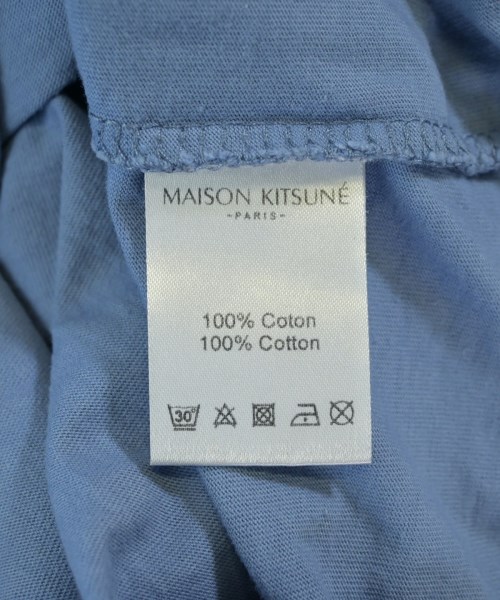 MAISON KITSUNÉ
-PARIS-
100% Coton
100% Cotton
30°